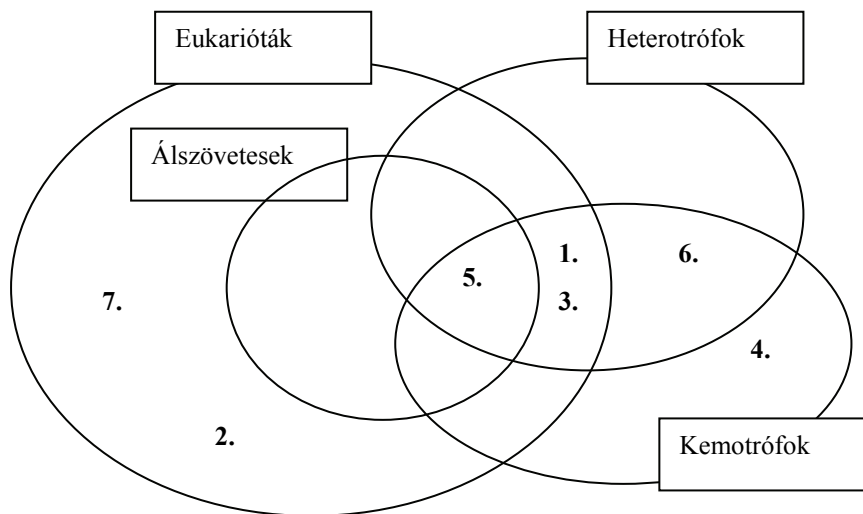 Eukarióták
Heterotrófok
Álszövetesek
1.
6.
5.
7.
3.
4.
2.
Kemotrófok